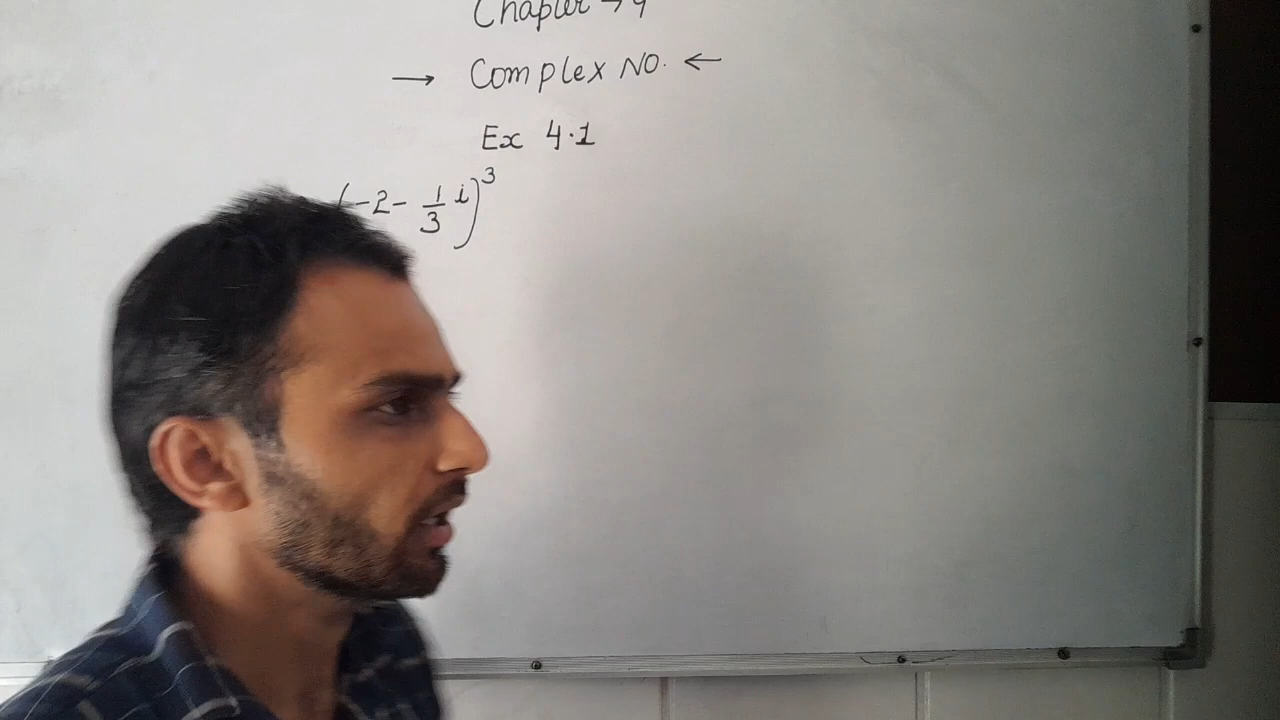 Chapter → 4
→ Complex NO. ←
Ex 4.1
(-2 - 1/3 i)^3